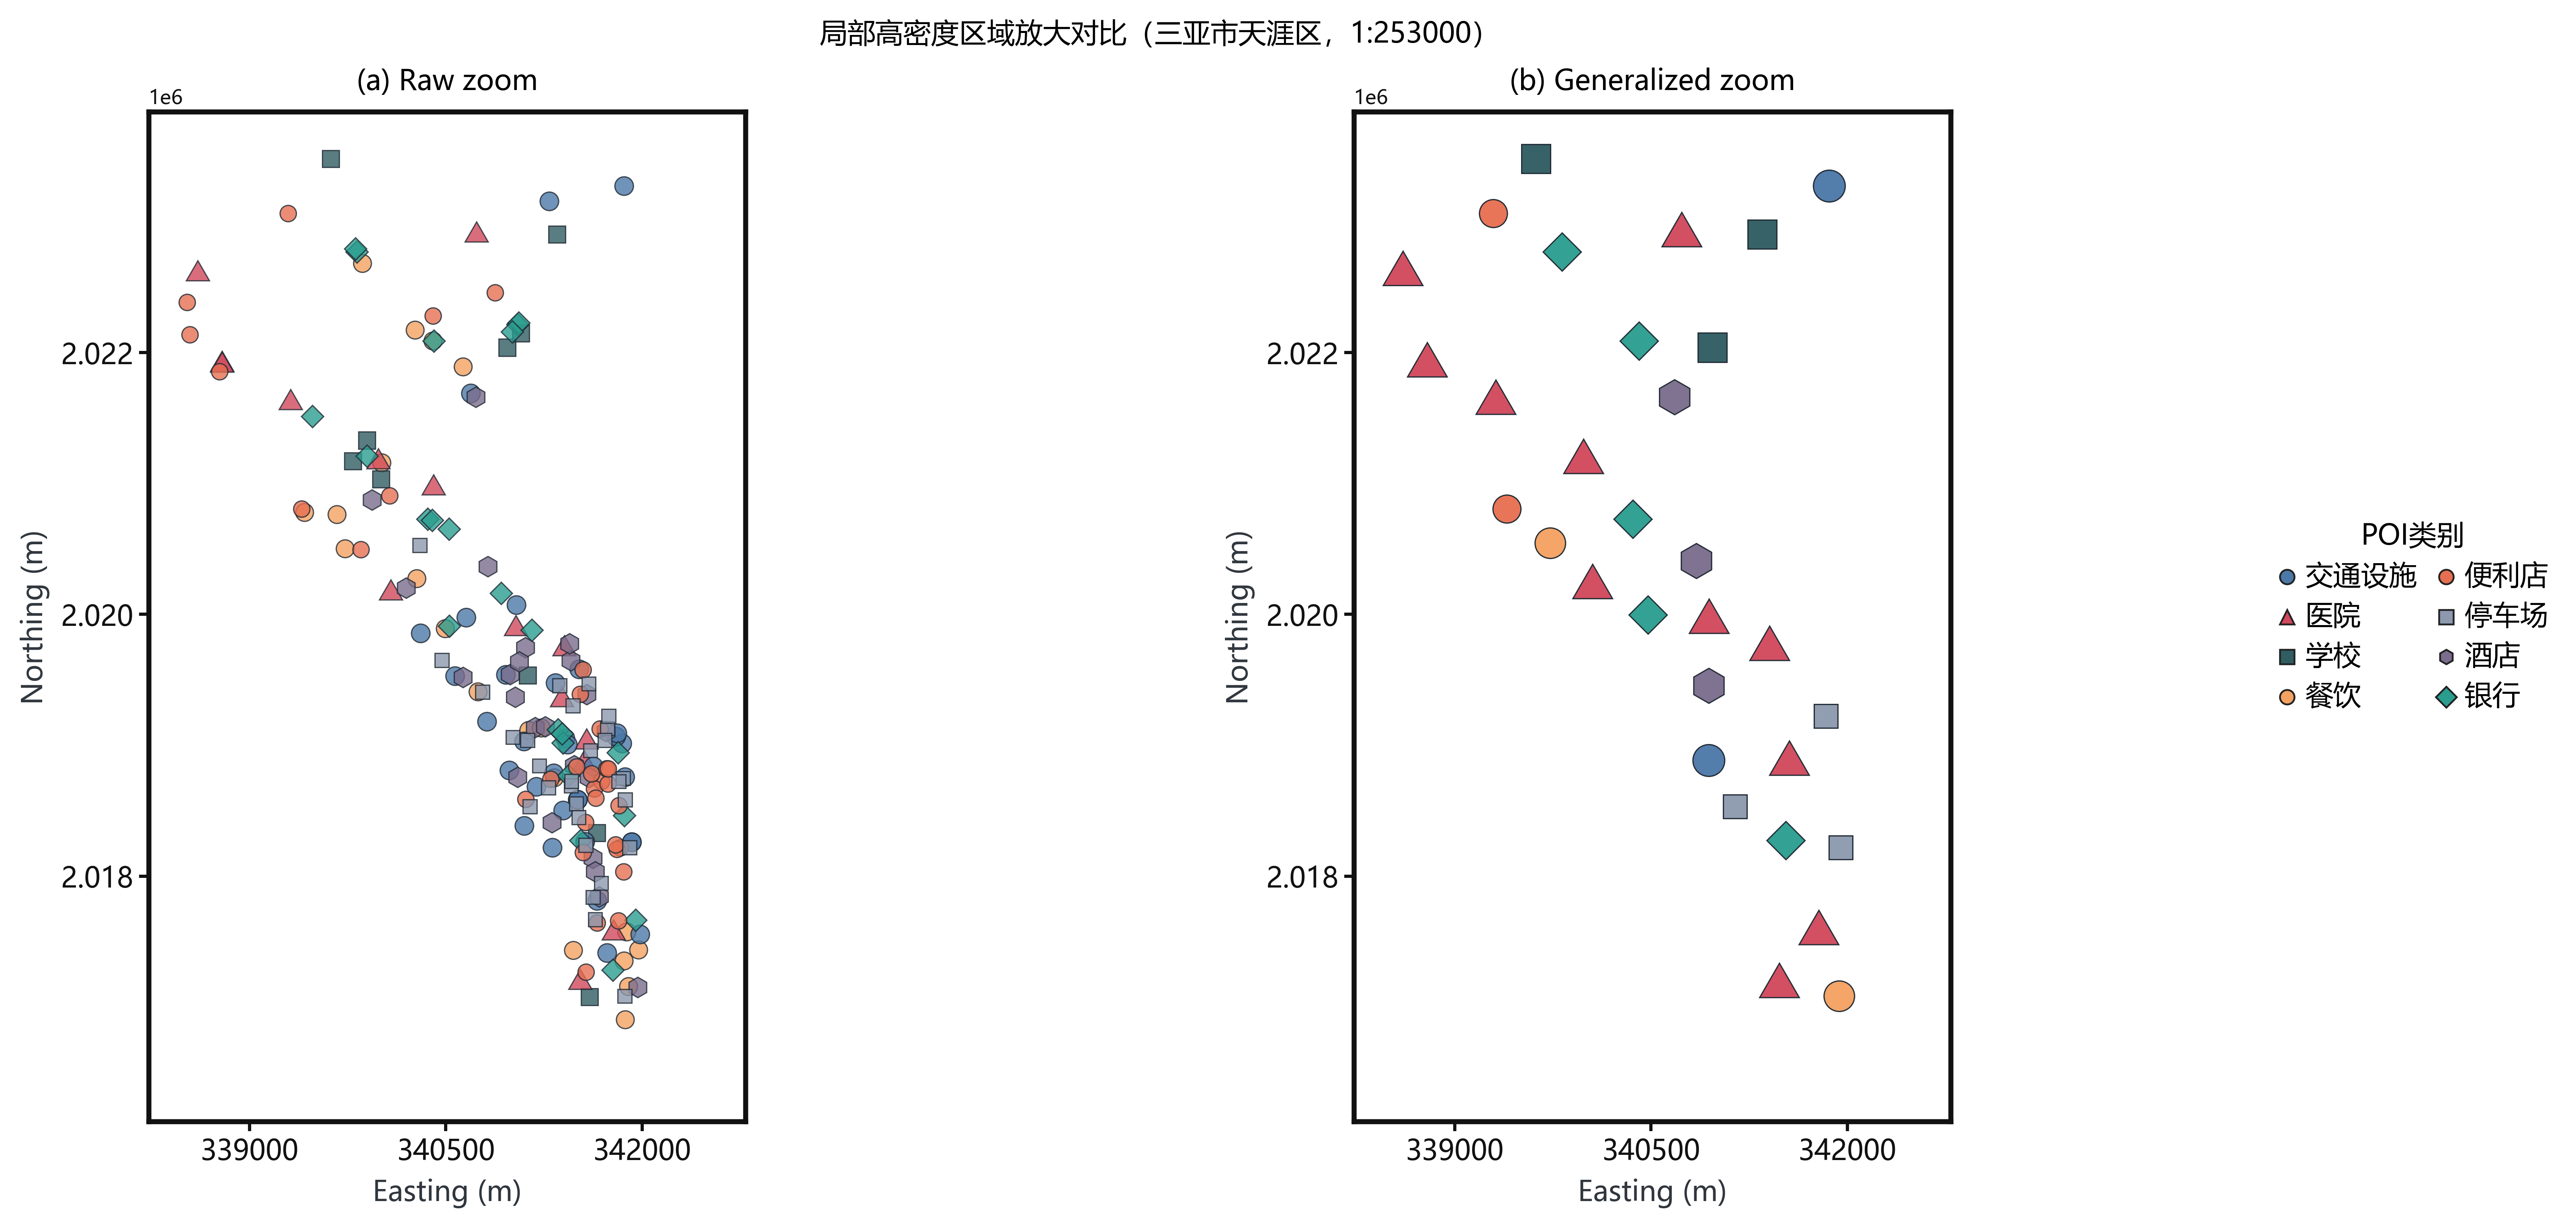 局部高密度区域放大对比（三亚市天涯区，1:253000）
(a) Raw zoom
1e6
2.022
2.020
2.018
Northing (m)
339000 340500 342000
Easting (m)
(b) Generalized zoom
1e6
2.022
2.020
2.018
Northing (m)
339000 340500 342000
Easting (m)
POI类别
交通设施 便利店
医院 停车场
学校 酒店
餐饮 银行